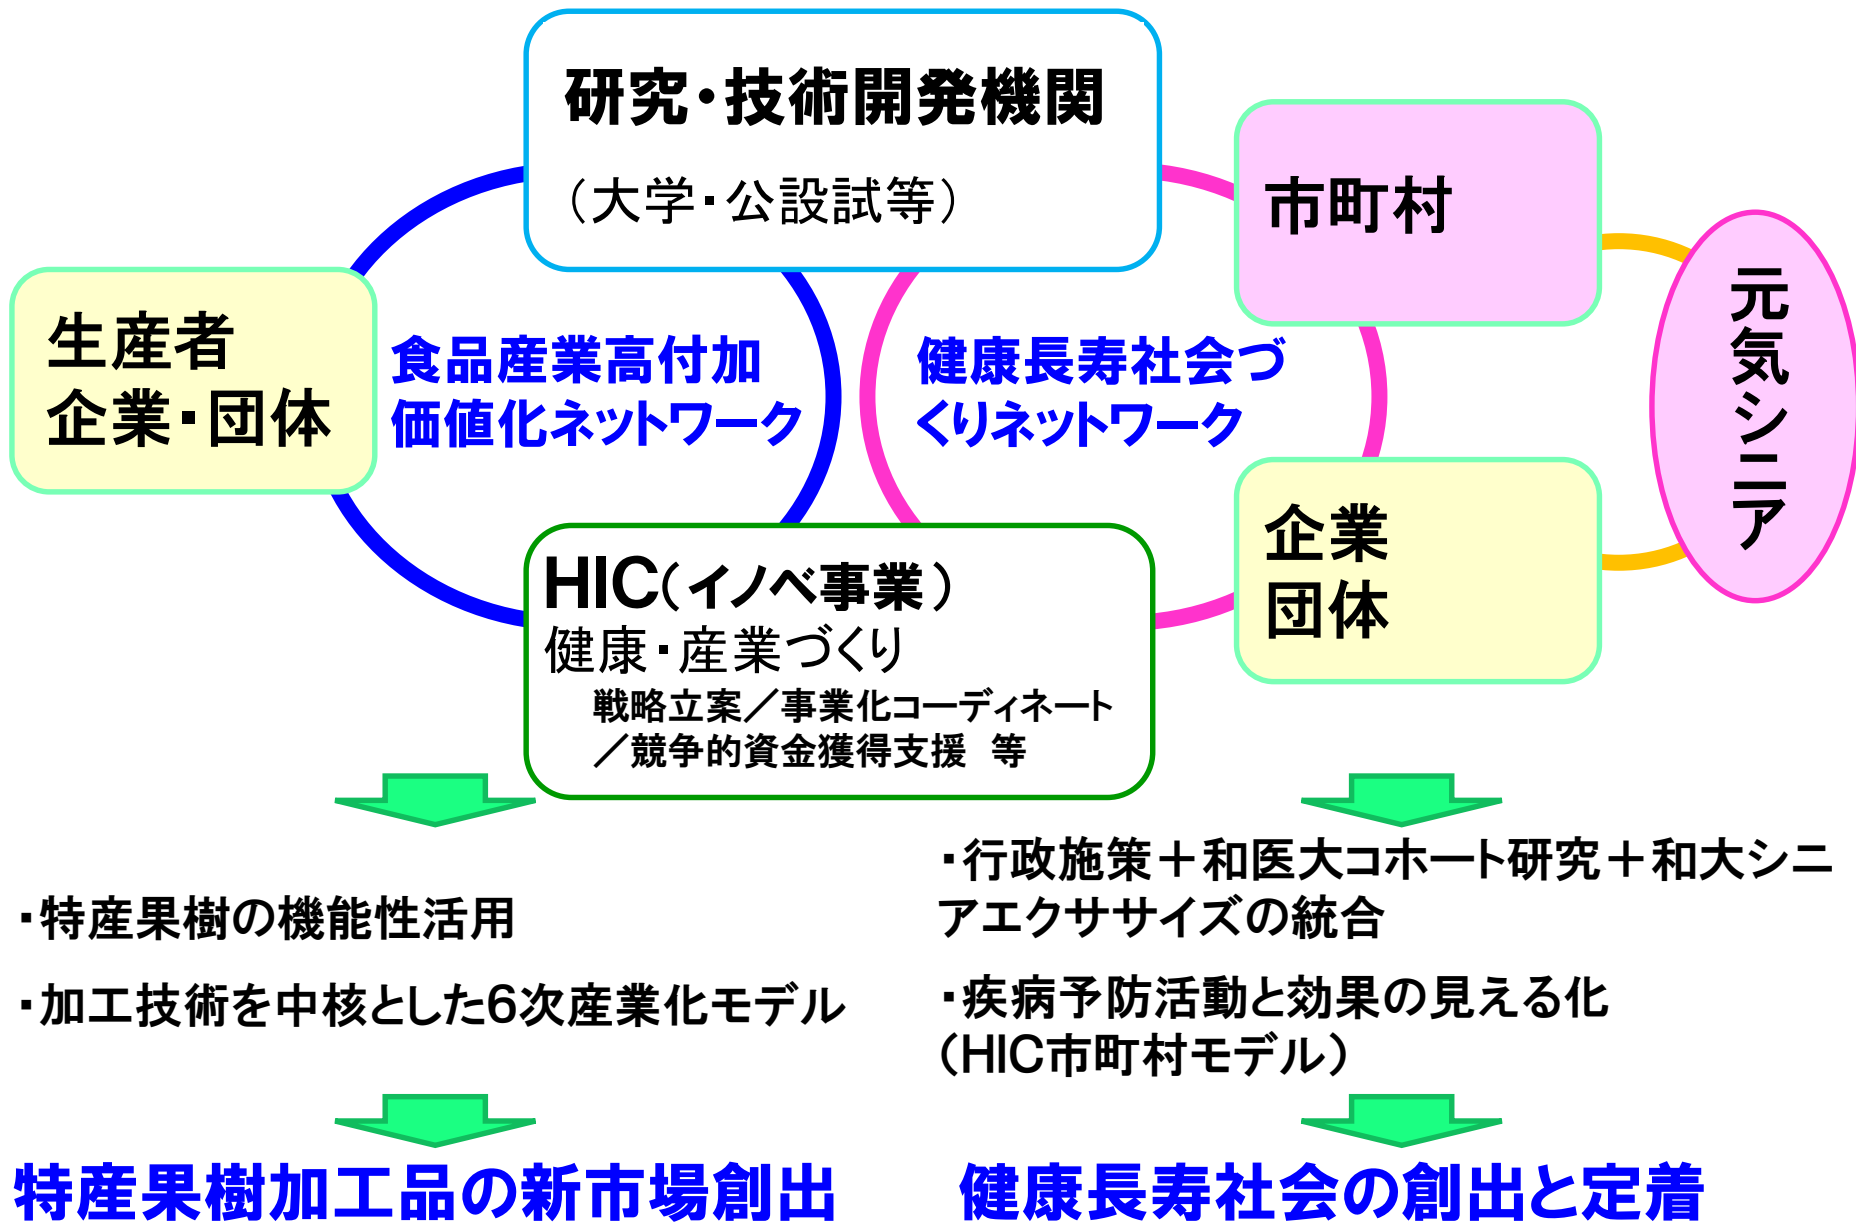 研究・技術開発機関
（大学・公設試等）
市町村
元気シニア
生産者
企業・団体
食品産業高付加
価値化ネットワーク
健康長寿社会づ
くりネットワーク
企業
団体
HIC（イノベ事業）
健康・産業づくり
戦略立案／事業化コーディネート
／競争的資金獲得支援　等
・特産果樹の機能性活用
・加工技術を中核とした6次産業化モデル
・行政施策＋和医大コホート研究＋和大シニ
アエクササイズの統合
・疾病予防活動と効果の見える化
（HIC市町村モデル）
特産果樹加工品の新市場創出
健康長寿社会の創出と定着